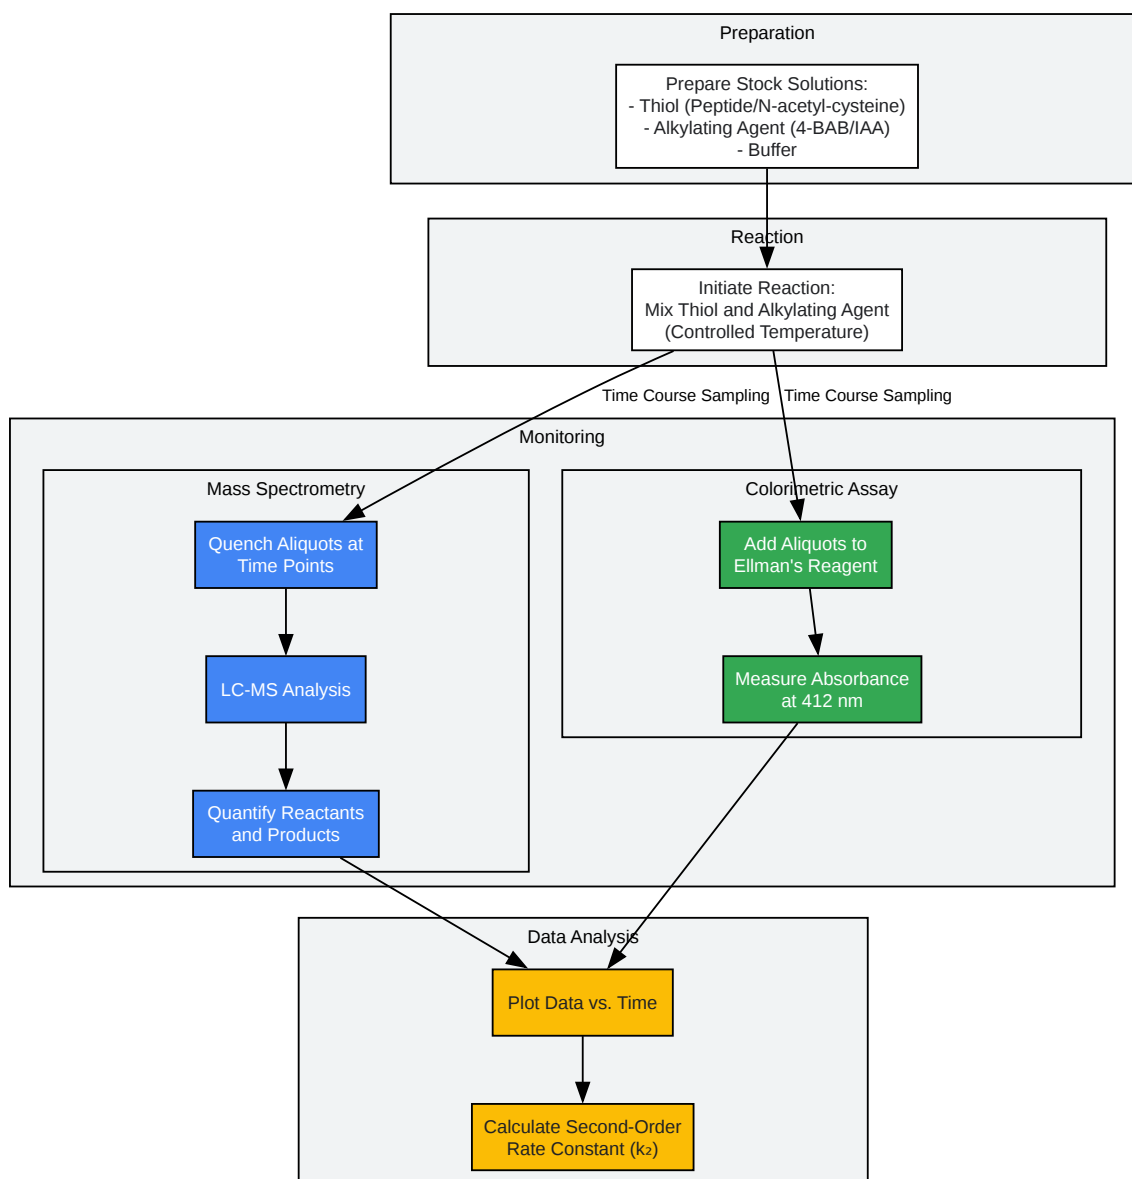 Preparation
Prepare Stock Solutions:
- Thiol (Peptide/N-acetyl-cysteine)
- Alkylating Agent (4-BAB/IAA)
- Buffer
Reaction
Initiate Reaction:
Mix Thiol and Alkylating Agent
(Controlled Temperature)
Time Course Sampling
Time Course Sampling
Monitoring
Mass Spectrometry
Quench Aliquots at
Time Points
LC-MS Analysis
Quantify Reactants
and Products
Colorimetric Assay
Add Aliquots to
Ellman's Reagent
Measure Absorbance
at 412 nm
Data Analysis
Plot Data vs. Time
Calculate Second-Order
Rate Constant (k₂)